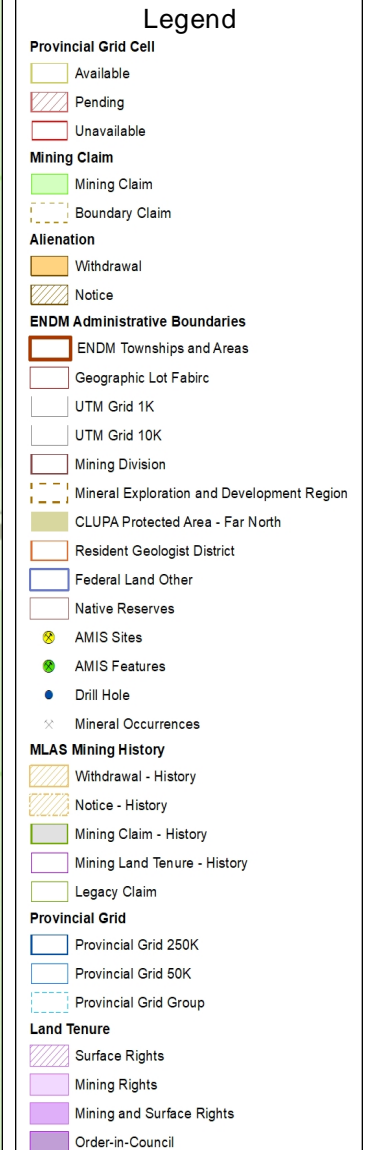 Legend
Provincial Grid Cell
Available
Pending
Unavailable
Mining Claim
Mining Claim
Boundary Claim
Alienation
Withdrawal
Notice
ENDM Administrative Boundaries
ENDM Townships and Areas
Geographic Lot Fabirc
UTM Grid 1K
UTM Grid 10K
Mining Division
Mineral Exploration and Development Region
CLUPA Protected Area - Far North
Resident Geologist District
Federal Land Other
Native Reserves
AMIS Sites
AMIS Features
Drill Hole
Mineral Occurrences
MLAS Mining History
Withdrawal - History
Notice - History
Mining Claim - History
Mining Land Tenure - History
Legacy Claim
Provincial Grid
Provincial Grid 250K
Provincial Grid 50K
Provincial Grid Group
Land Tenure
Surface Rights
Mining Rights
Mining and Surface Rights
Order-in-Council